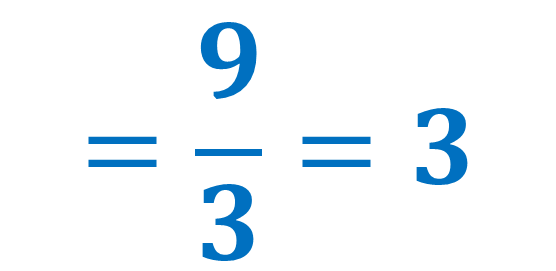 = 9/3 = 3